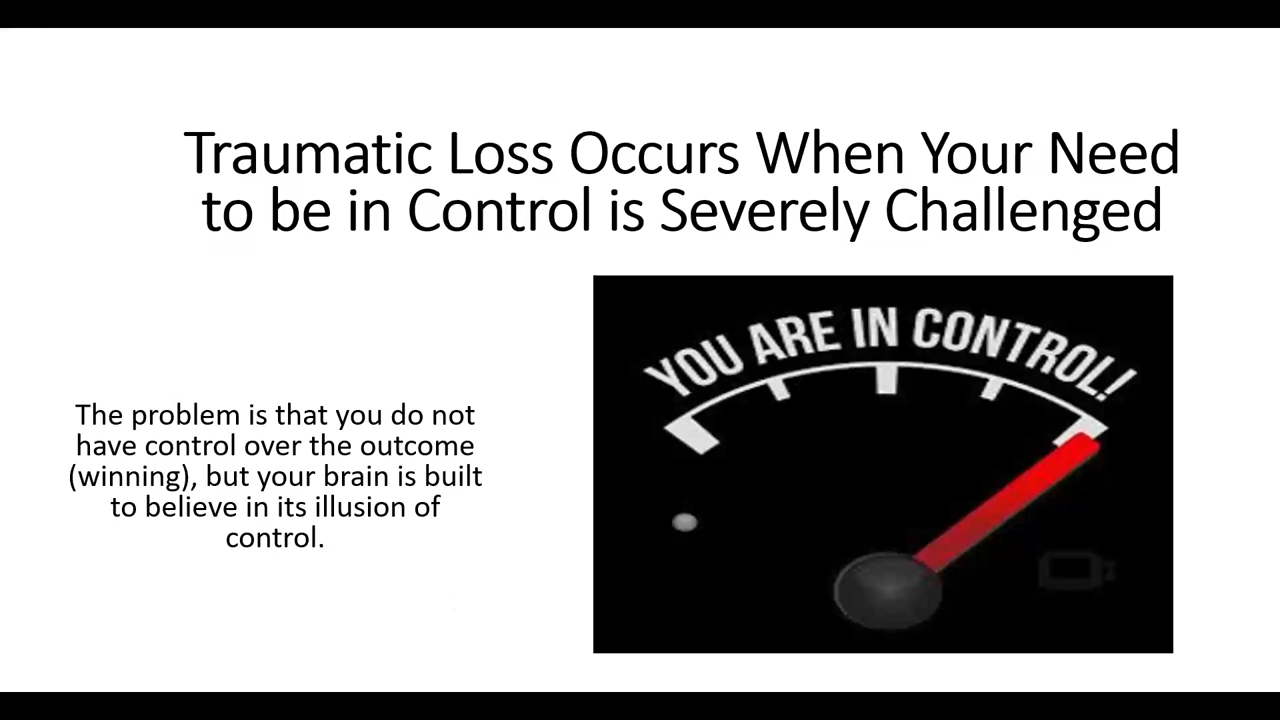 Traumatic Loss Occurs When Your Need
to be in Control is Severely Challenged
YOU ARE IN CONTROL!
The problem is that you do not
have control over the outcome
(winning), but your brain is built
to believe in its illusion of
control.